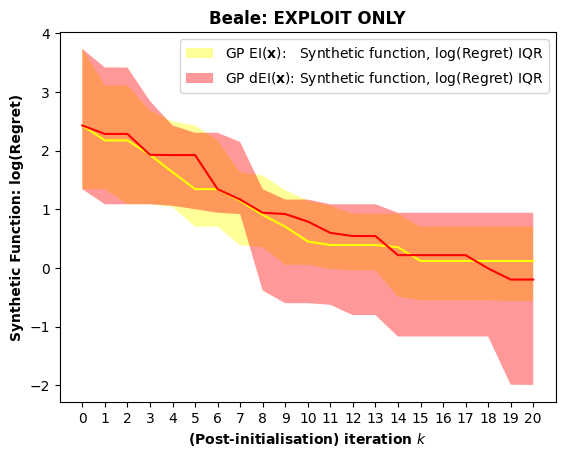 Beale: EXPLOIT ONLY
GP EI(x): Synthetic function, log(Regret) IQR
GP dEI(x): Synthetic function, log(Regret) IQR
Synthetic Function: log(Regret)
4
3
2
1
0
−1
−2
0 1 2 3 4 5 6 7 8 9 10 11 12 13 14 15 16 17 18 19 20
(Post-initialisation) iteration k